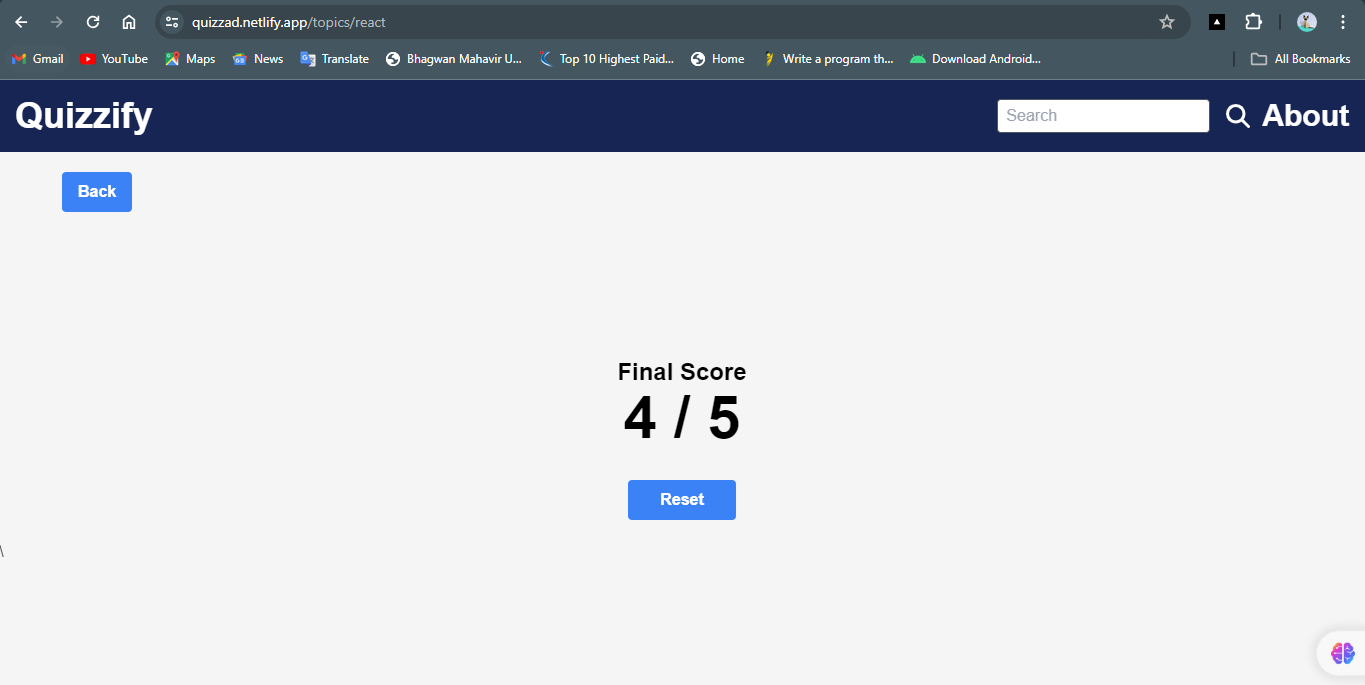 quizzad.netlify.app/topics/react
Gmail YouTube Maps News Translate Bhagwan Mahavir U... Top 10 Highest Paid... Home Write a program th... Download Android... All Bookmarks
Quizzify Search About
Back
Final Score
4 / 5
Reset
\